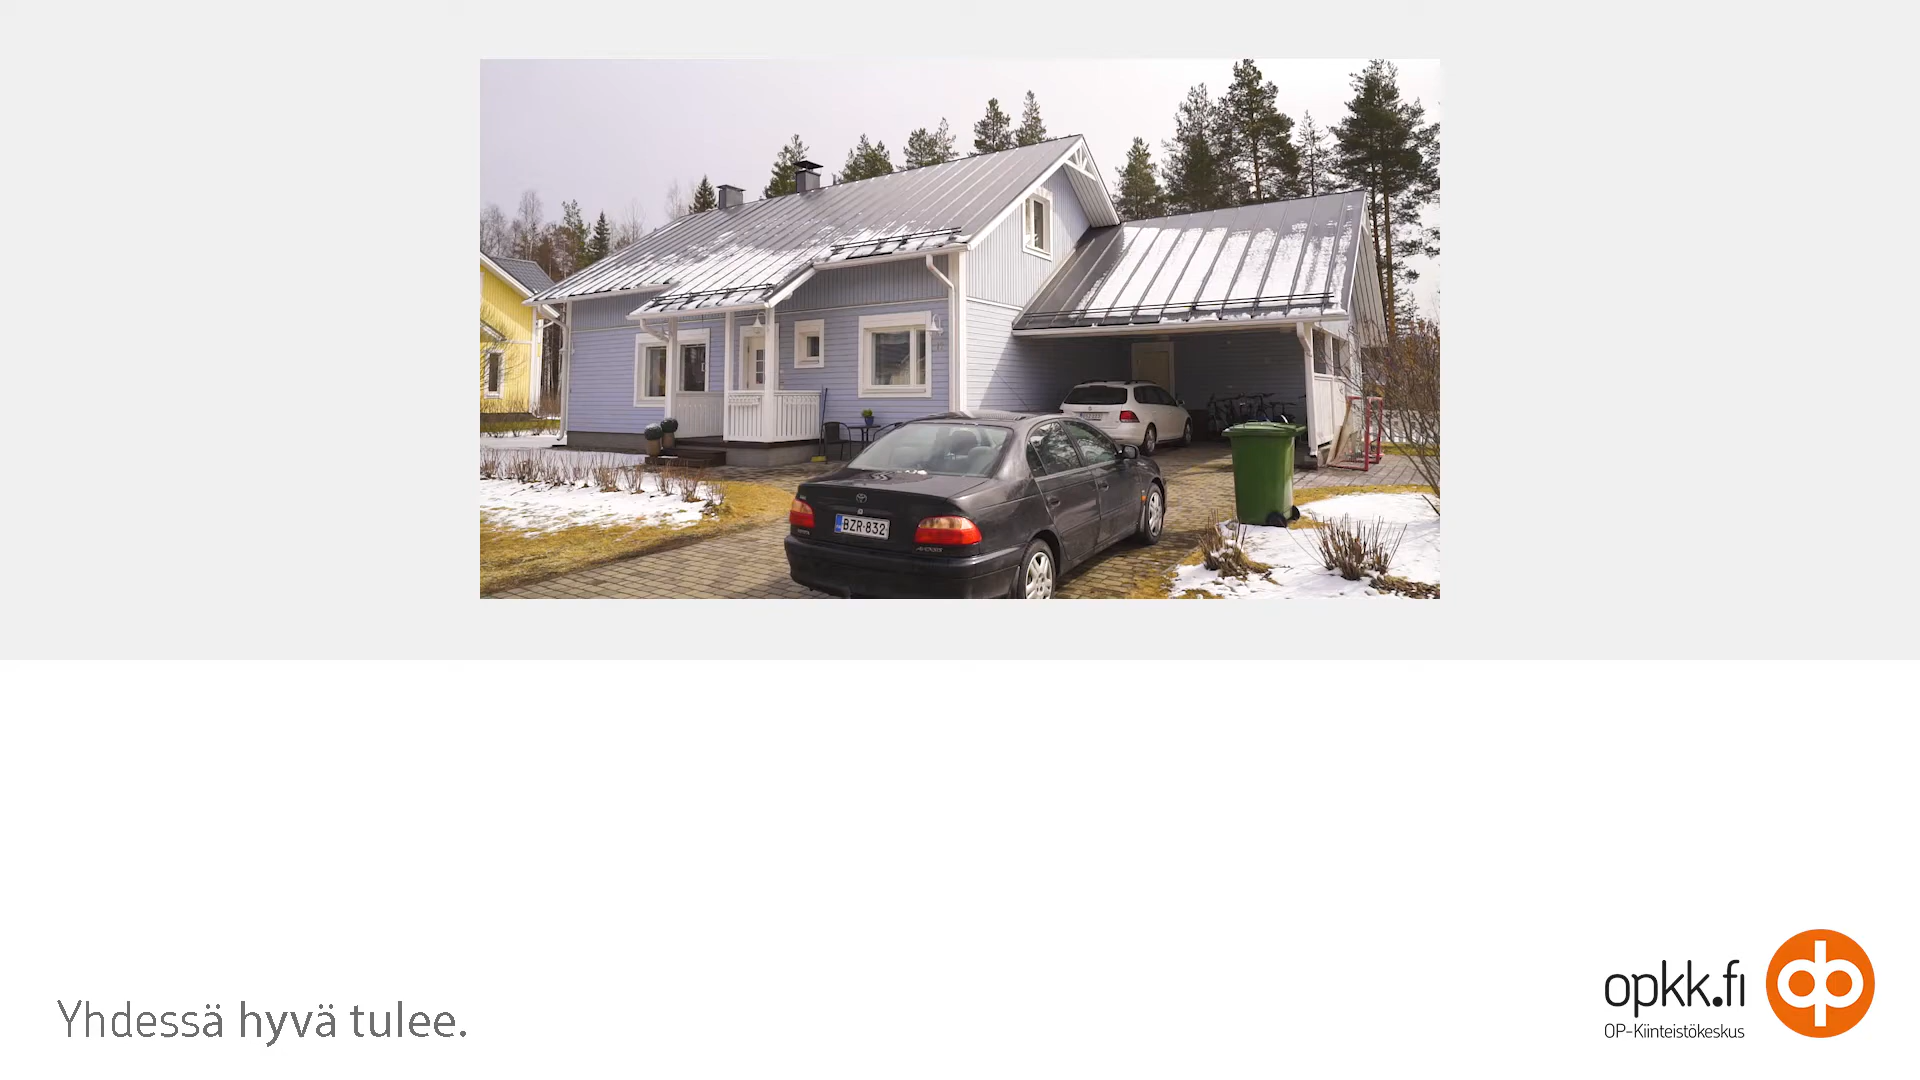 BZR-832
Yhdessä hyvä tulee.
opkk.fi
OP-Kiinteistökeskus